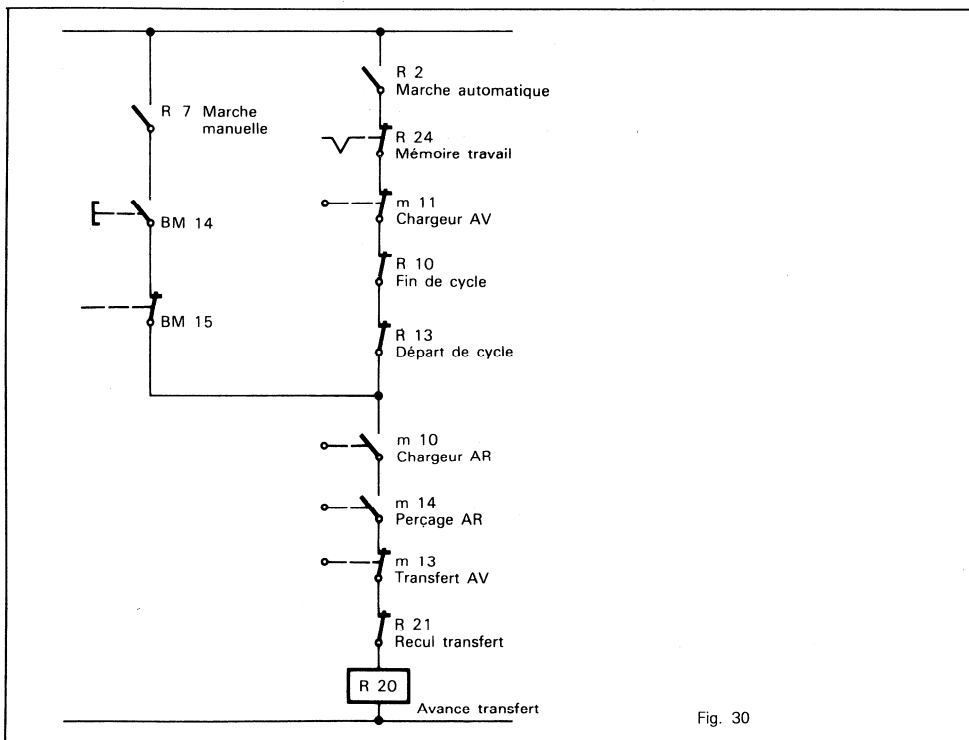 R 2
Marche automatique
R 7 Marche
manuelle
R 24
Mémoire travail
m 11
Chargeur AV
BM 14
R 10
Fin de cycle
BM 15
R 13
Départ de cycle
m 10
Chargeur AR
m 14
Perçage AR
m 13
Transfert AV
R 21
Recul transfert
R 20
Avance transfert
Fig. 30